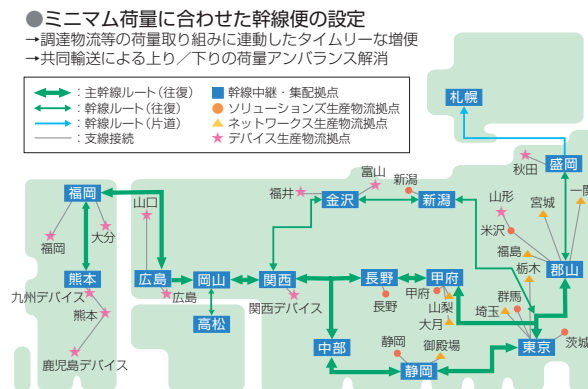 ●ミニマム荷量に合わせた幹線便の設定
→調達物流等の荷量取り組みに連動したタイムリーな増便
→共同輸送による上り／下りの荷量アンバランス解消
：主幹線ルート（往復）
：幹線ルート（往復）
：幹線ルート（片道）
：支線接続
：幹線中継・集配拠点
：ソリューションズ生産物流拠点
：ネットワークス生産物流拠点
：デバイス生産物流拠点
札幌
盛岡
秋田
一関
宮城
山形
米沢
福島
郡山
栃木
群馬
埼玉
東京
茨城
新潟
新潟
富山
金沢
福井
福岡
福岡
大分
山口
熊本
九州デバイス
熊本
鹿児島デバイス
広島
広島
岡山
高松
関西
関西デバイス
長野
長野
甲府
甲府
山梨
大月
中部
静岡
静岡
御殿場